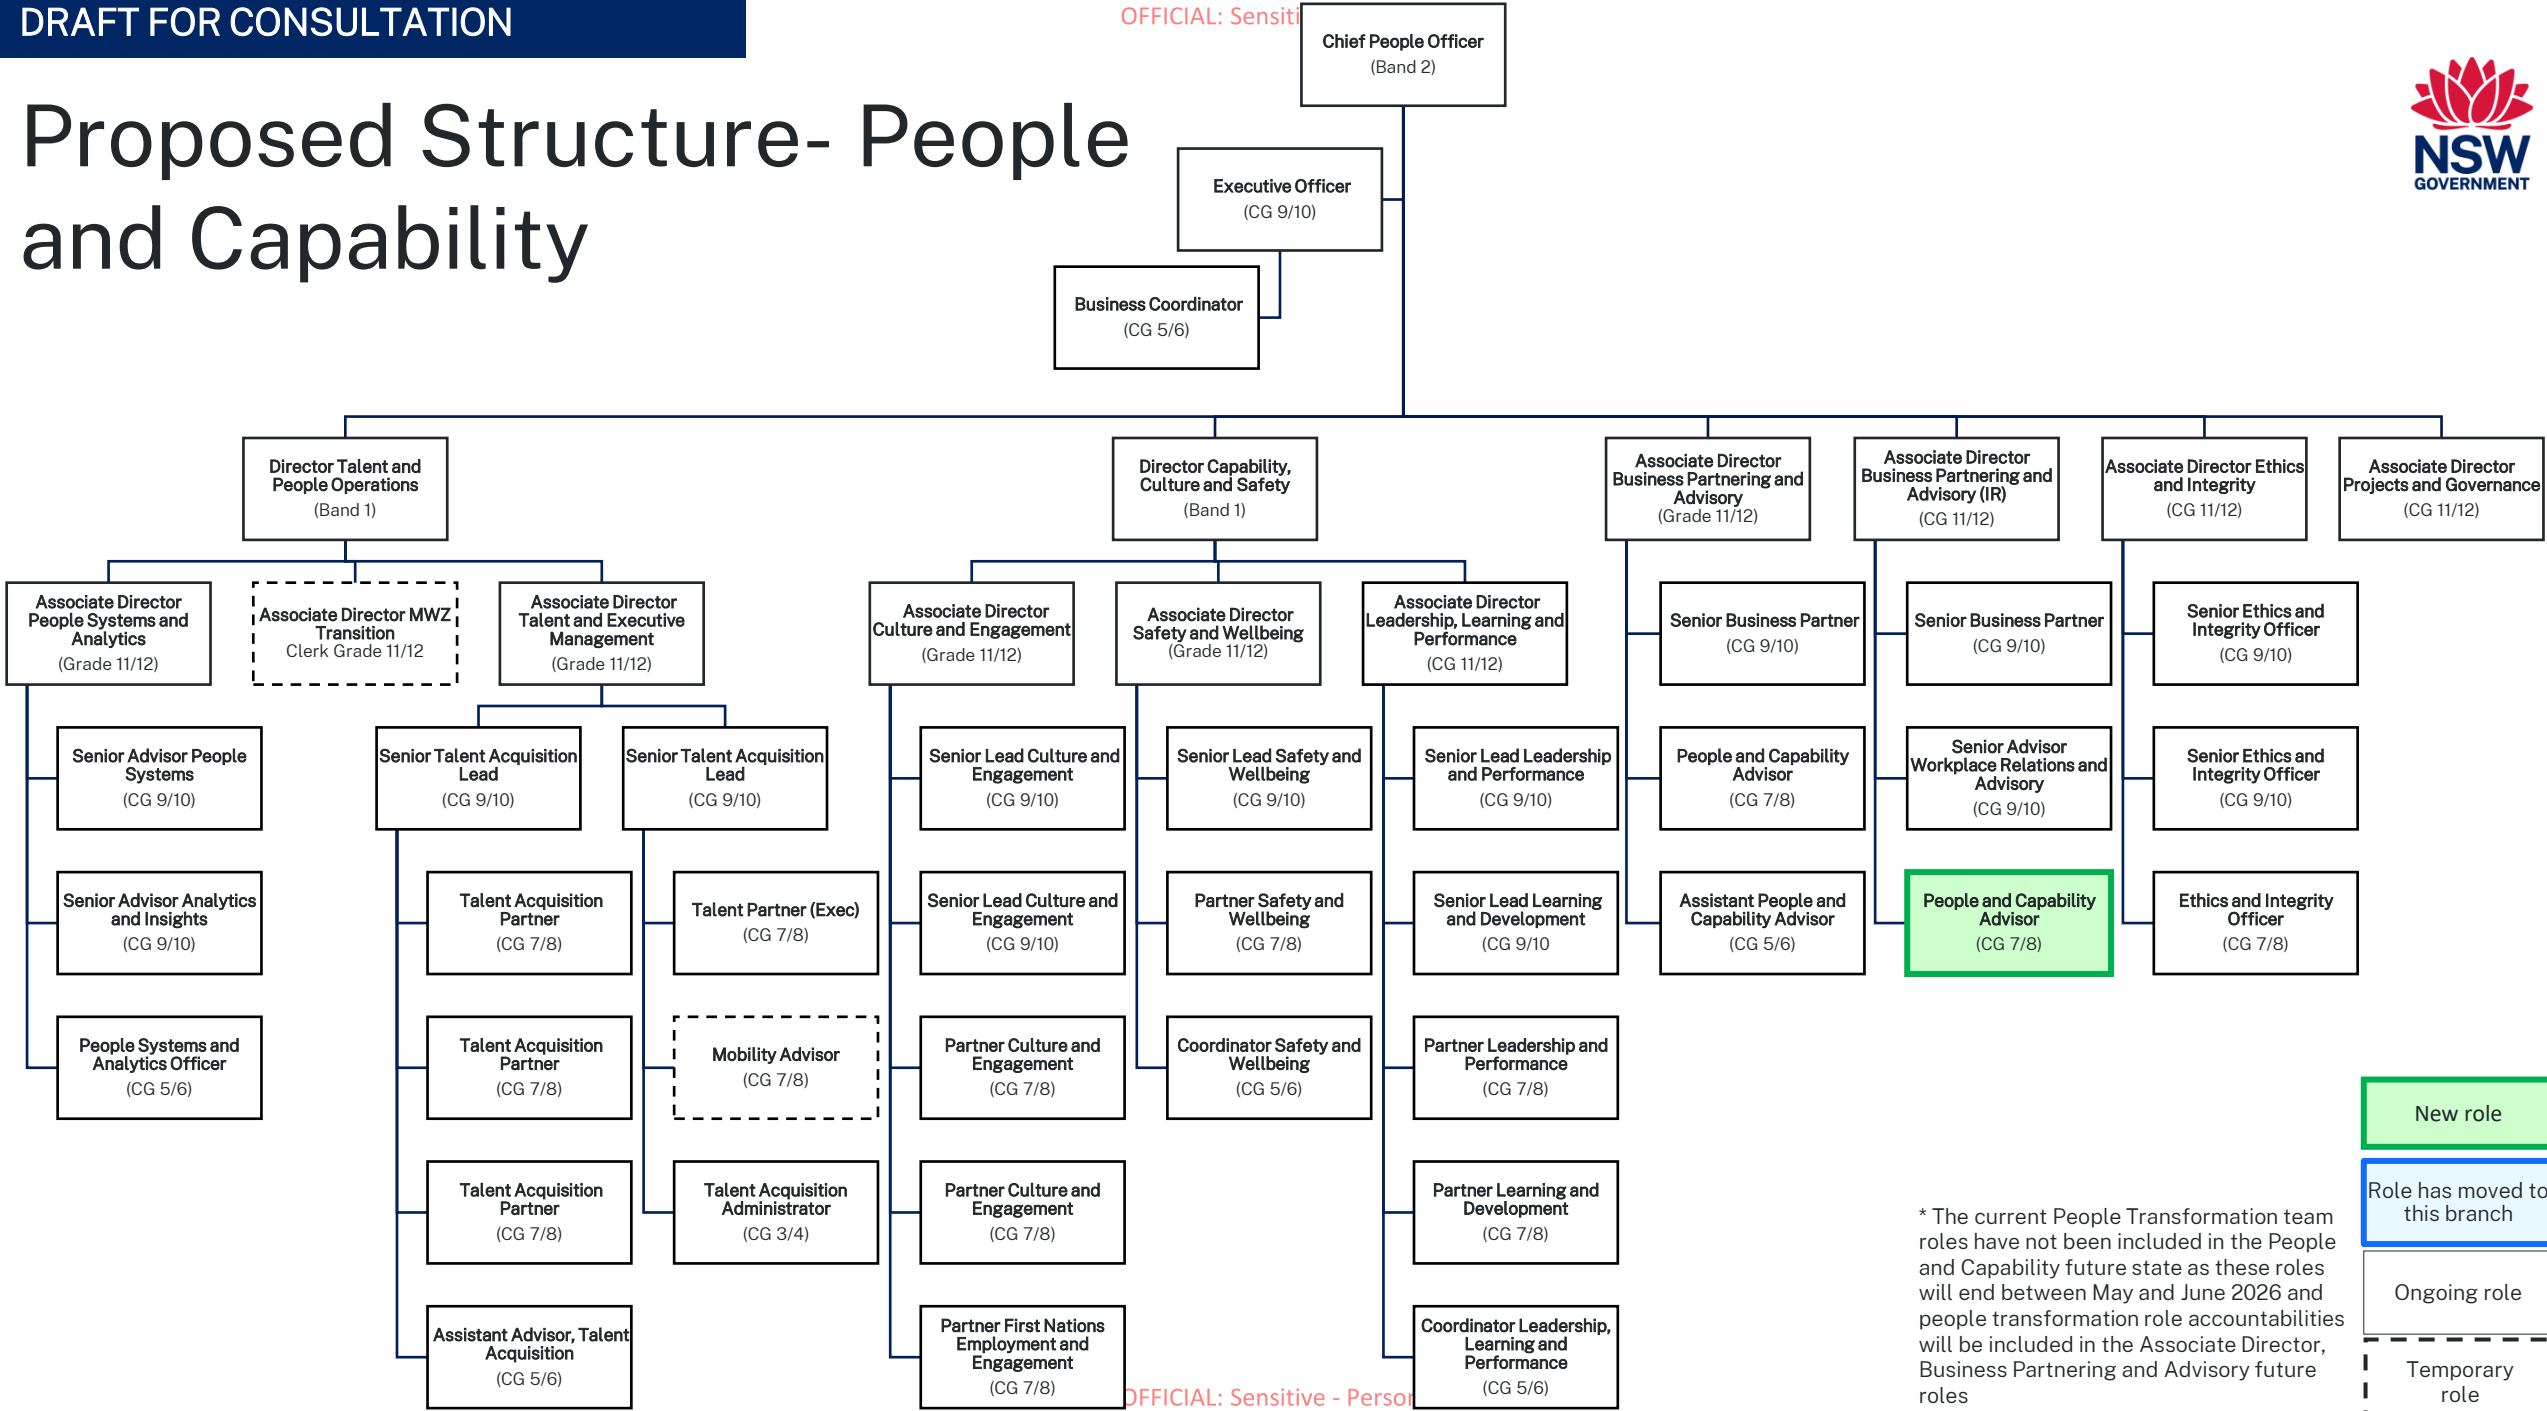 DRAFT FOR CONSULTATION
OFFICIAL: Sensiti
Proposed Structure- People
and Capability
Chief People Officer
(Band 2)
NSW
GOVERNMENT
Executive Officer
(CG 9/10)
Business Coordinator
(CG 5/6)
Director Talent and
People Operations
(Band 1)
Director Capability,
Culture and Safety
(Band 1)
Associate Director
Business Partnering and
Advisory
(Grade 11/12)
Associate Director
Business Partnering and
Advisory (IR)
(CG 11/12)
Associate Director Ethics
and Integrity
(CG 11/12)
Associate Director
Projects and Governance
(CG 11/12)
Associate Director
People Systems and
Analytics
(Grade 11/12)
Associate Director MWZ
Transition
Clerk Grade 11/12
Associate Director
Talent and Executive
Management
(Grade 11/12)
Associate Director
Culture and Engagement
(Grade 11/12)
Associate Director
Safety and Wellbeing
(Grade 11/12)
Associate Director
Leadership, Learning and
Performance
(CG 11/12)
Senior Business Partner
(CG 9/10)
Senior Business Partner
(CG 9/10)
Senior Ethics and
Integrity Officer
(CG 9/10)
Senior Advisor People
Systems
(CG 9/10)
Senior Talent Acquisition
Lead
(CG 9/10)
Senior Talent Acquisition
Lead
(CG 9/10)
Senior Lead Culture and
Engagement
(CG 9/10)
Senior Lead Safety and
Wellbeing
(CG 9/10)
Senior Lead Leadership
and Performance
(CG 9/10)
People and Capability
Advisor
(CG 7/8)
Senior Advisor
Workplace Relations and
Advisory
(CG 9/10)
Senior Ethics and
Integrity Officer
(CG 9/10)
Senior Advisor Analytics
and Insights
(CG 9/10)
Talent Acquisition
Partner
(CG 7/8)
Talent Partner (Exec)
(CG 7/8)
Senior Lead Culture and
Engagement
(CG 9/10)
Partner Safety and
Wellbeing
(CG 7/8)
Senior Lead Learning
and Development
(CG 9/10
Assistant People and
Capability Advisor
(CG 5/6)
People and Capability
Advisor
(CG 7/8)
Ethics and Integrity
Officer
(CG 7/8)
People Systems and
Analytics Officer
(CG 5/6)
Talent Acquisition
Partner
(CG 7/8)
Mobility Advisor
(CG 7/8)
Partner Culture and
Engagement
(CG 7/8)
Coordinator Safety and
Wellbeing
(CG 5/6)
Partner Leadership and
Performance
(CG 7/8)
Talent Acquisition
Partner
(CG 7/8)
Talent Acquisition
Administrator
(CG 3/4)
Partner Culture and
Engagement
(CG 7/8)
Partner Learning and
Development
(CG 7/8)
Assistant Advisor, Talent
Acquisition
(CG 5/6)
Partner First Nations
Employment and
Engagement
(CG 7/8)
Coordinator Leadership,
Learning and
Performance
(CG 5/6)
OFFICIAL: Sensitive - Person
* The current People Transformation team
roles have not been included in the People
and Capability future state as these roles
will end between May and June 2026 and
people transformation role accountabilities
will be included in the Associate Director,
Business Partnering and Advisory future
roles
New role
Role has moved to
this branch
Ongoing role
Temporary
role